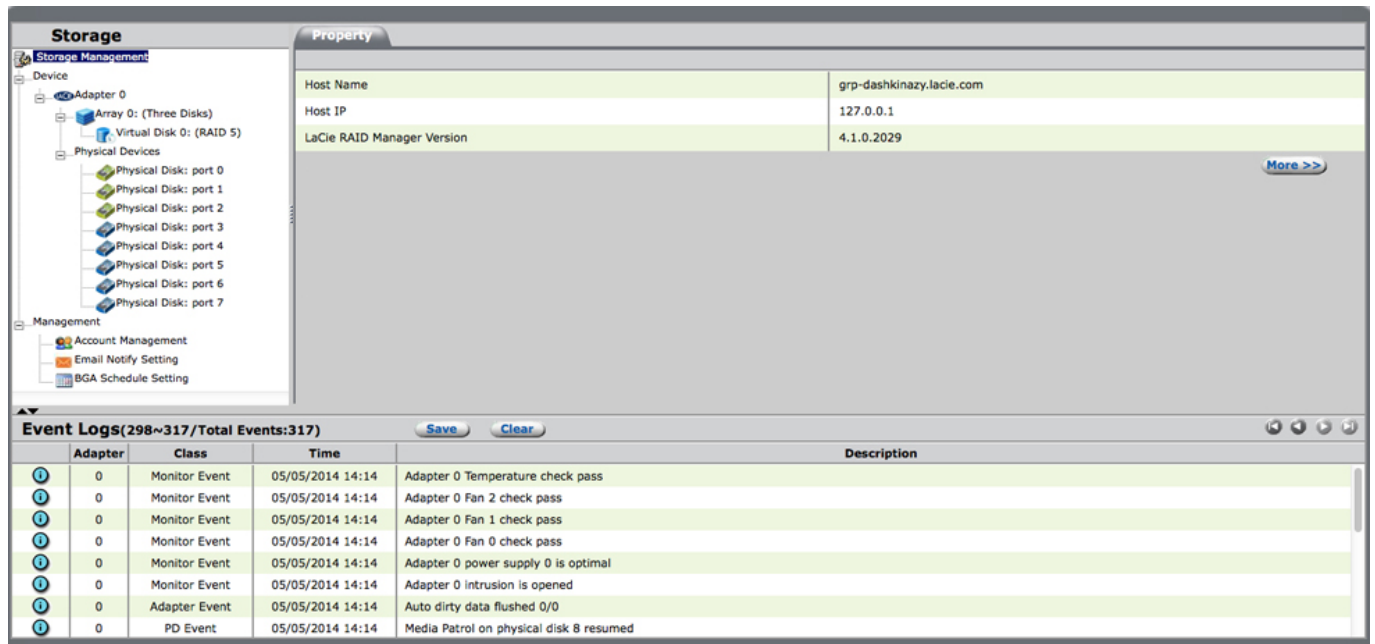 Storage
Property
Storage Management
Device
Adapter 0
Array 0: (Three Disks)
Virtual Disk 0: (RAID 5)
Physical Devices
Physical Disk: port 0
Physical Disk: port 1
Physical Disk: port 2
Physical Disk: port 3
Physical Disk: port 4
Physical Disk: port 5
Physical Disk: port 6
Physical Disk: port 7
Management
Account Management
Email Notify Setting
BGA Schedule Setting
Host Name grp-dashkinazy.lacie.com
Host IP 127.0.0.1
LaCie RAID Manager Version 4.1.0.2029
More >>
Event Logs(298~317/Total Events:317) Save Clear
Adapter Class Time Description
0 Monitor Event 05/05/2014 14:14 Adapter 0 Temperature check pass
0 Monitor Event 05/05/2014 14:14 Adapter 0 Fan 2 check pass
0 Monitor Event 05/05/2014 14:14 Adapter 0 Fan 1 check pass
0 Monitor Event 05/05/2014 14:14 Adapter 0 Fan 0 check pass
0 Monitor Event 05/05/2014 14:14 Adapter 0 power supply 0 is optimal
0 Monitor Event 05/05/2014 14:14 Adapter 0 intrusion is opened
0 Adapter Event 05/05/2014 14:14 Auto dirty data flushed 0/0
0 PD Event 05/05/2014 14:14 Media Patrol on physical disk 8 resumed